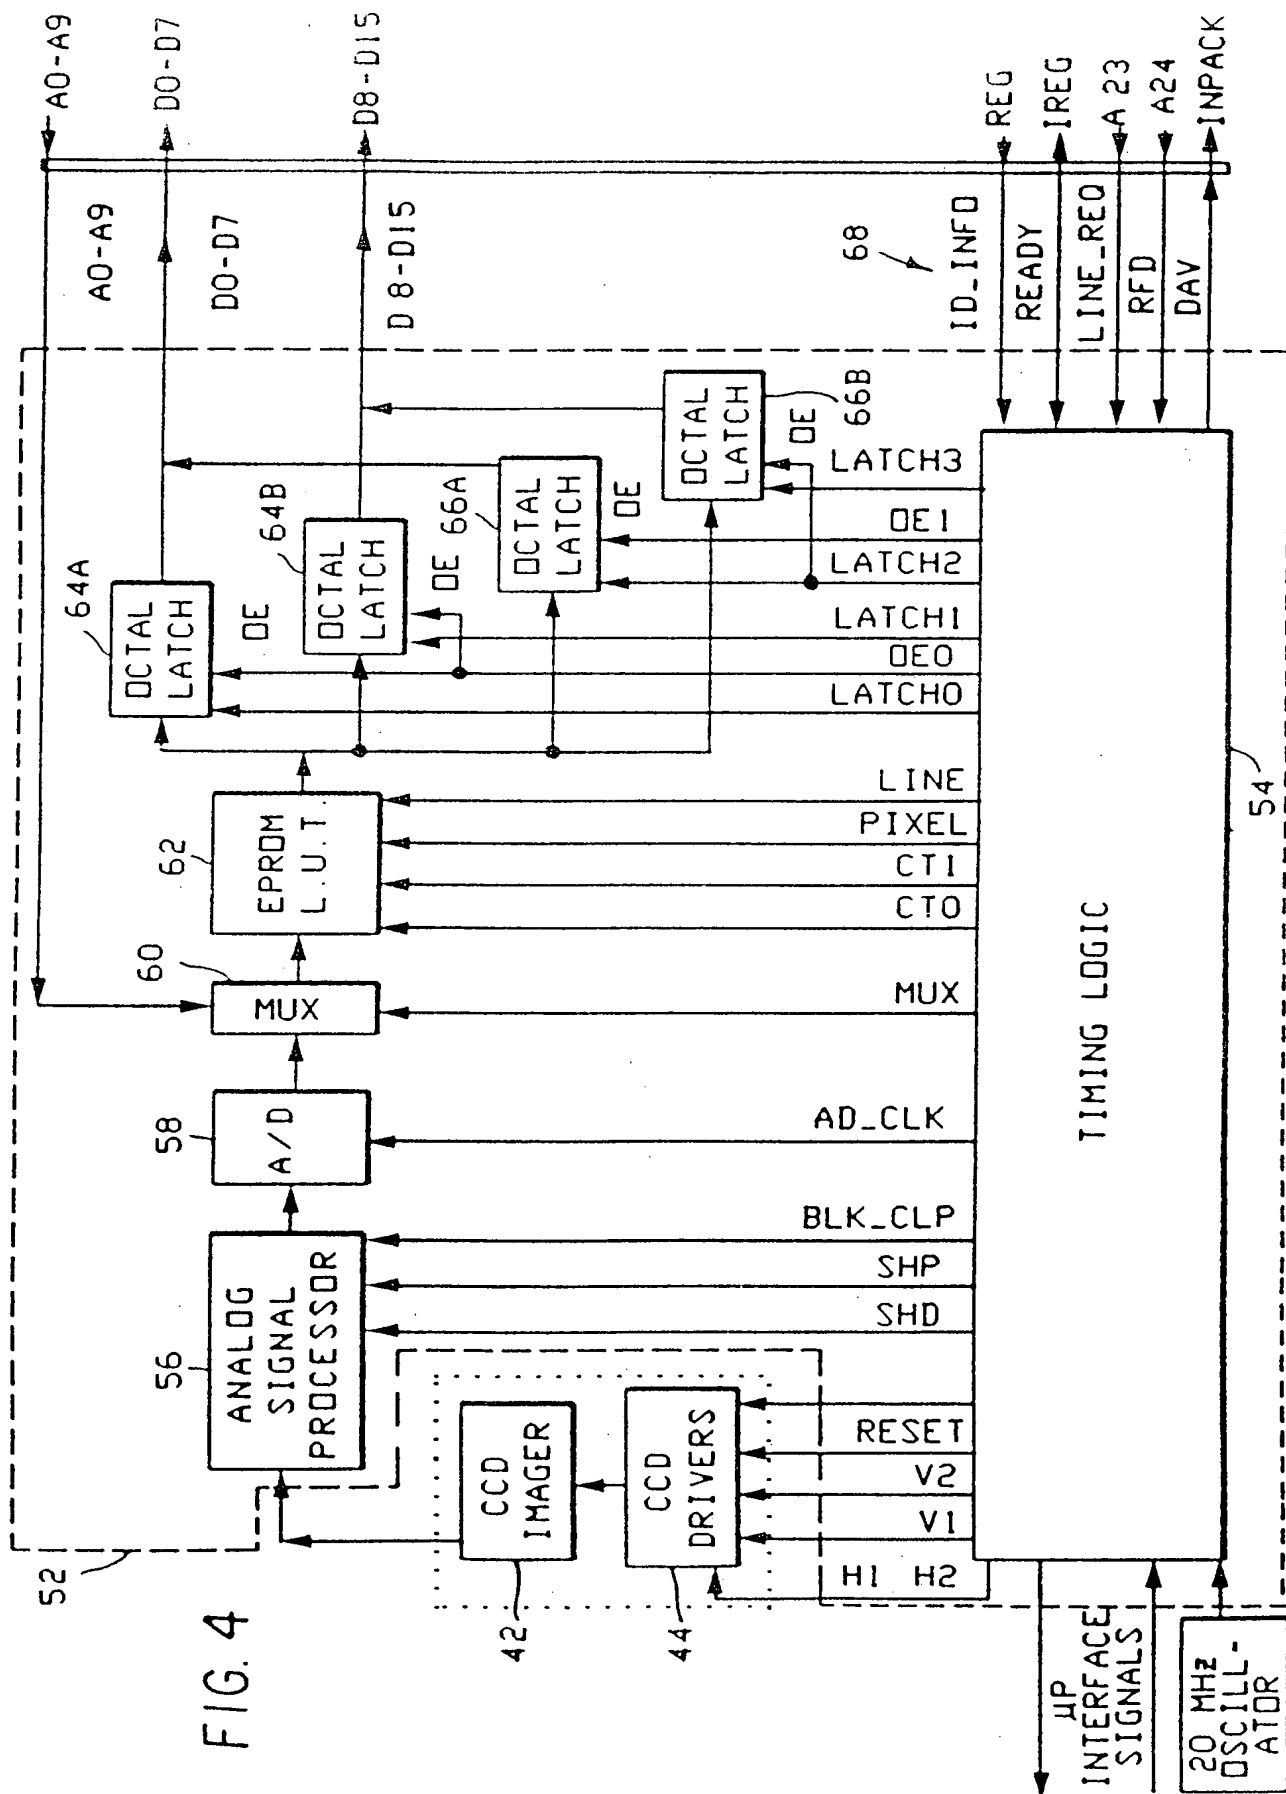 FIG. 4
52
A0-A9
D0-D7
D8-D15
A0-A9
D0-D7
D8-D15
64A
OCTAL
LATCH
OE
64B
OCTAL
LATCH
OE
66A
OCTAL
LATCH
OE
66B
OCTAL
LATCH
OE
62
EPROM
L.U.T.
60
MUX
58
A/D
56
ANALOG
SIGNAL
PROCESSOR
CCD
IMAGER
42
CCD
DRIVERS
44
LATCH3
OE1
LATCH2
LATCH1
OE0
LATCH0
LINE
PIXEL
CT1
CT0
MUX
AD_CLK
BLK_CLP
SHP
SHD
RESET
V2
V1
H1 H2
68
ID_INFO
READY
LINE_REQ
RFD
DAV
REG
IREG
A23
A24
INPACK
TIMING LOGIC
54
µP
INTERFACE
SIGNALS
20 MHz
OSCILL-
ATOR